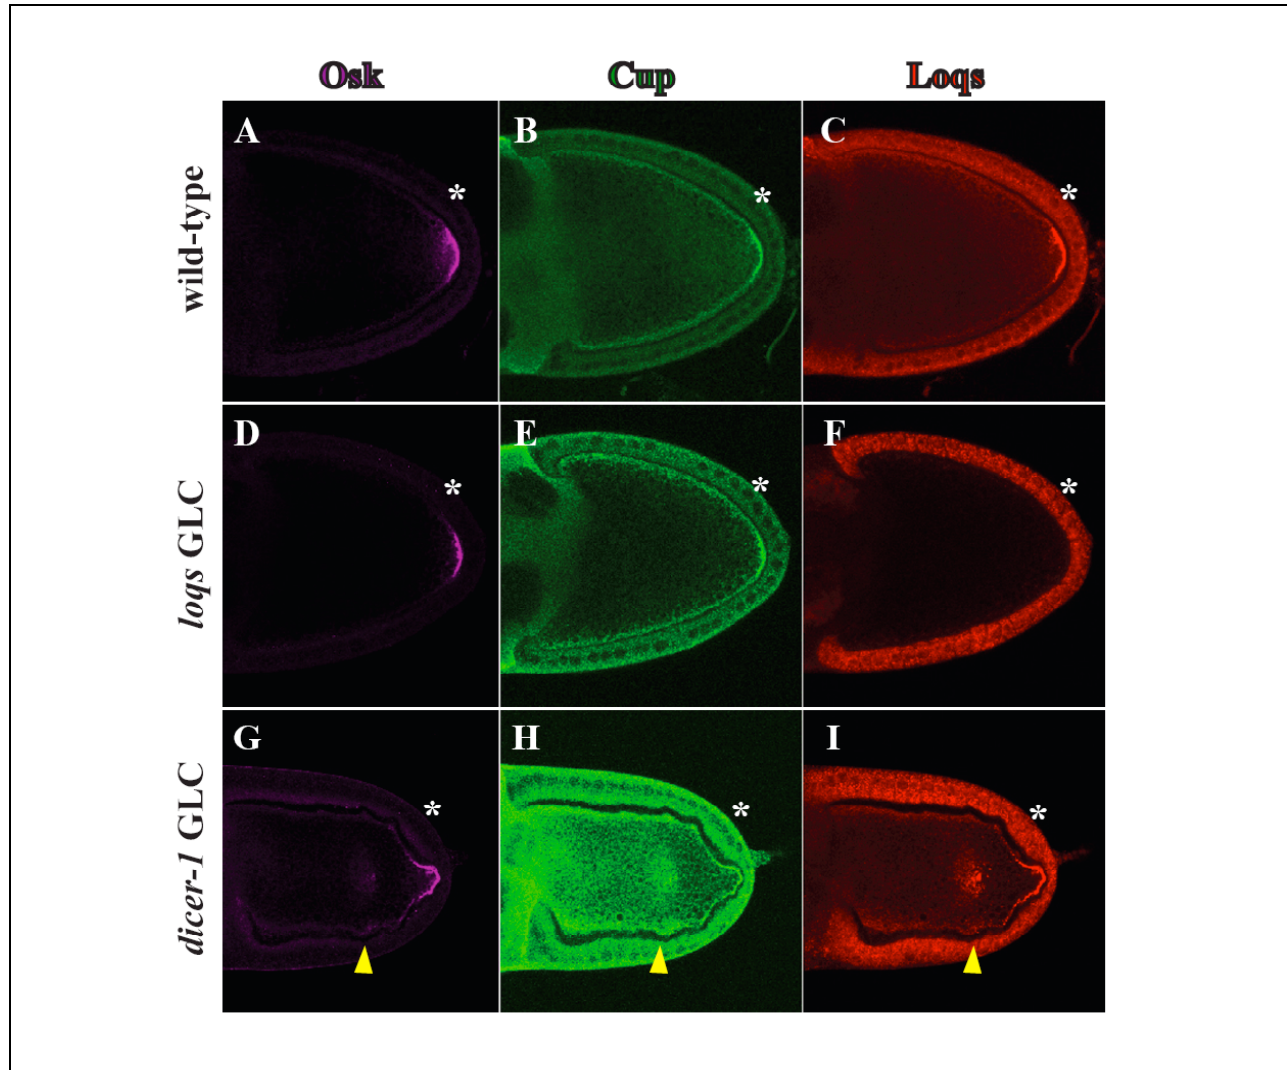 Osk Cup Loqs
wild-type
A * B * C *
loqs GLC
D * E * F *
dicer-1 GLC
G * H * I *